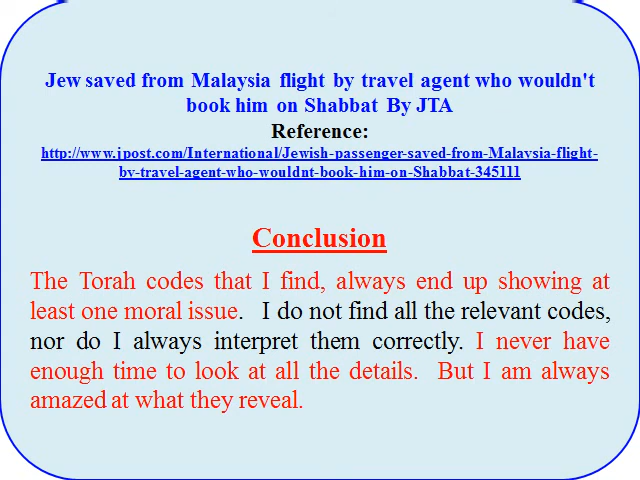 Jew saved from Malaysia flight by travel agent who wouldn't
book him on Shabbat By JTA
Reference:
http://www.jpost.com/International/Jewish-passenger-saved-from-Malaysia-flight-
by-travel-agent-who-wouldnt-book-him-on-Shabbat-345111
Conclusion
The Torah codes that I find, always end up showing at
least one moral issue. I do not find all the relevant codes,
nor do I always interpret them correctly. I never have
enough time to look at all the details. But I am always
amazed at what they reveal.